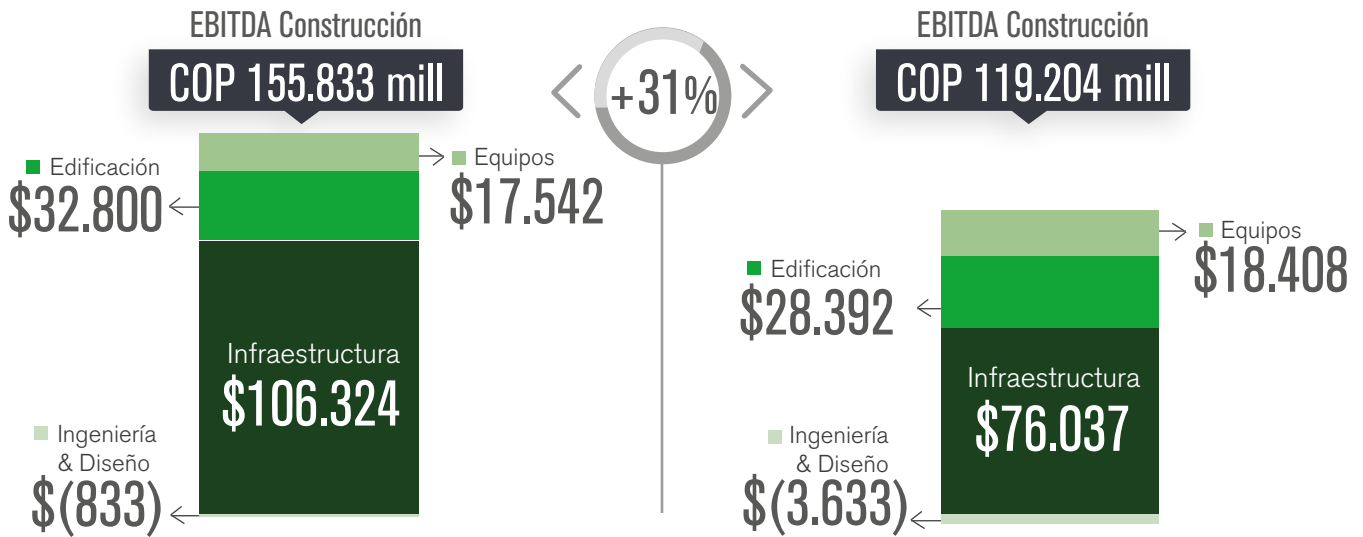 EBITDA Construcción
COP 155.833 mill
Edificación
$32.800
Equipos
$17.542
Infraestructura
$106.324
Ingeniería
& Diseño
$(833)
+31%
EBITDA Construcción
COP 119.204 mill
Equipos
$18.408
Edificación
$28.392
Infraestructura
$76.037
Ingeniería
& Diseño
$(3.633)